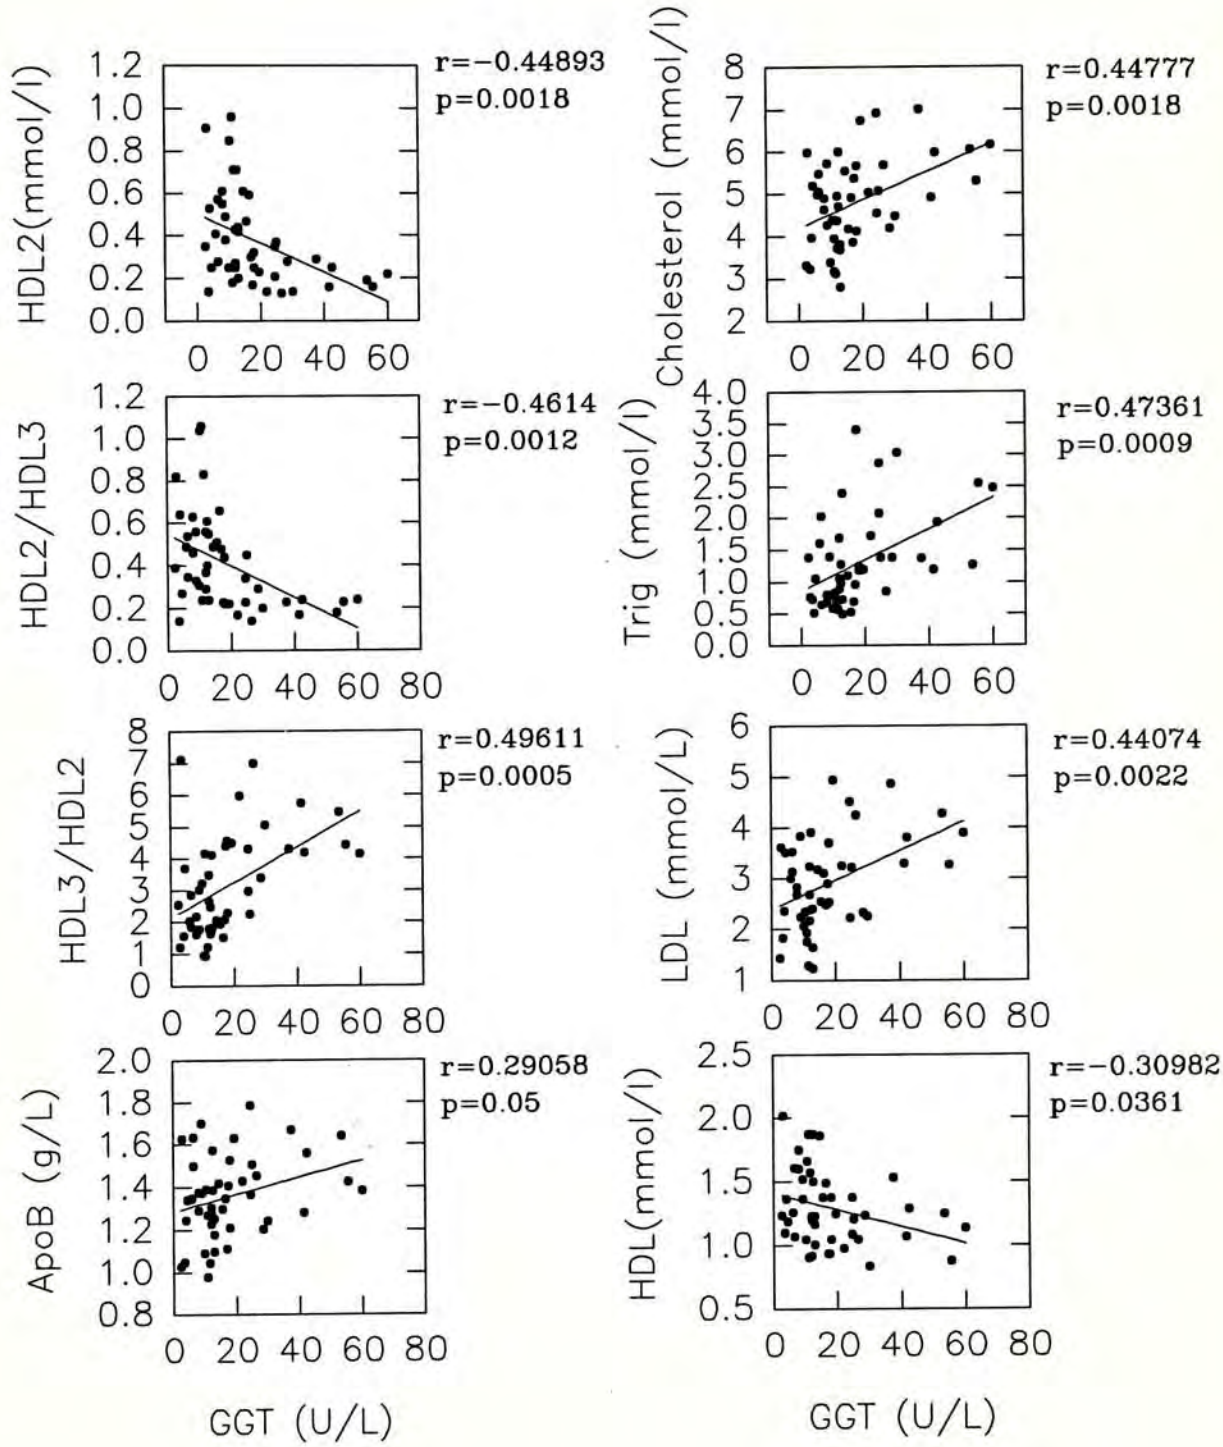 HDL2(mmol/l)
1.2
1.0
0.8
0.6
0.4
0.2
0.0
0 20 40 60
r=−0.44893
p=0.0018
Cholesterol (mmol/l)
8
7
6
5
4
3
2
0 20 40 60
r=0.44777
p=0.0018
HDL2/HDL3
1.2
1.0
0.8
0.6
0.4
0.2
0.0
0 20 40 60 80
r=−0.4614
p=0.0012
Trig (mmol/l)
4.0
3.5
3.0
2.5
2.0
1.5
1.0
0.5
0.0
0 20 40 60
r=0.47361
p=0.0009
HDL3/HDL2
8
7
6
5
4
3
2
1
0
0 20 40 60 80
r=0.49611
p=0.0005
LDL (mmol/L)
6
5
4
3
2
1
0 20 40 60 80
r=0.44074
p=0.0022
ApoB (g/L)
2.0
1.8
1.6
1.4
1.2
1.0
0.8
0 20 40 60 80
r=0.29058
p=0.05
GGT (U/L)
HDL(mmol/l)
2.5
2.0
1.5
1.0
0.5
0 20 40 60 80
r=−0.30982
p=0.0361
GGT (U/L)